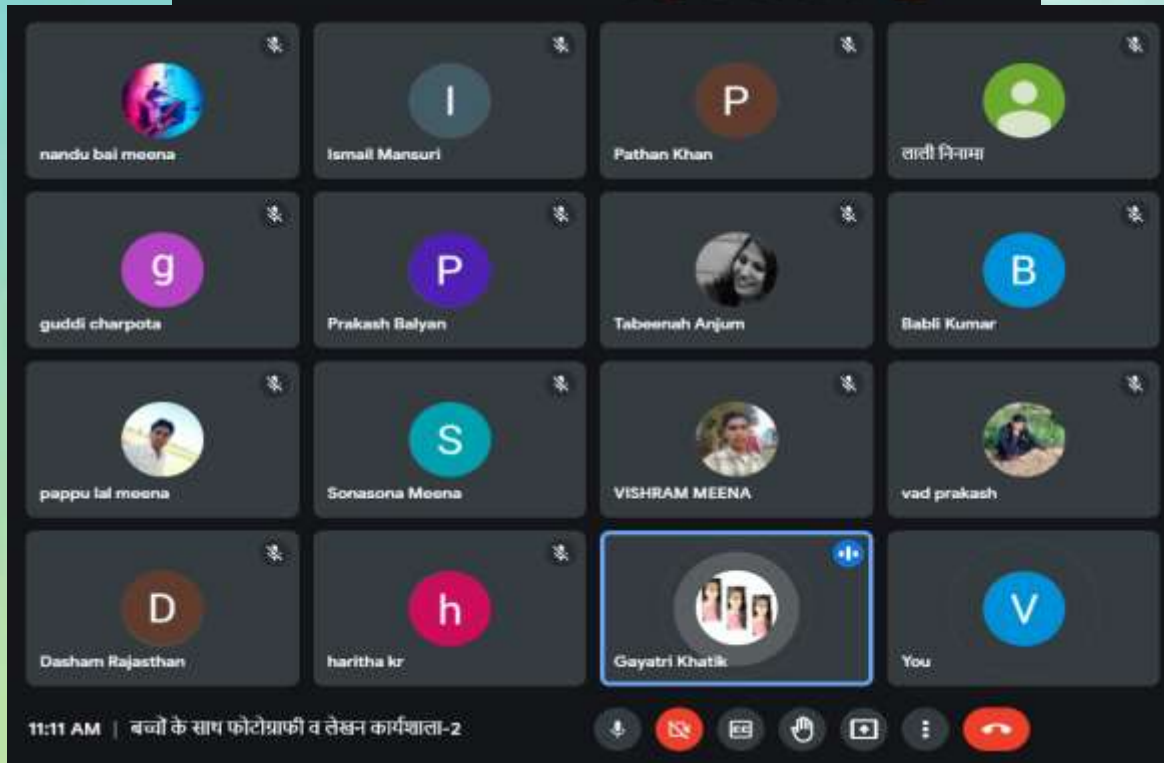 I
P
nandu bai meena
Ismail Mansuri
Pathan Khan
लाली निनामा
g
P
B
guddi charpota
Prakash Balyan
Tabeenah Anjum
Babli Kumar
S
pappu lal meena
Sonasona Meena
VISHRAM MEENA
vad prakash
D
h
V
Dasham Rajasthan
haritha kr
Gayatri Khatik
You
11:11 AM | बच्चों के साथ फोटोग्राफी व लेखन कार्यशाला-2
CC